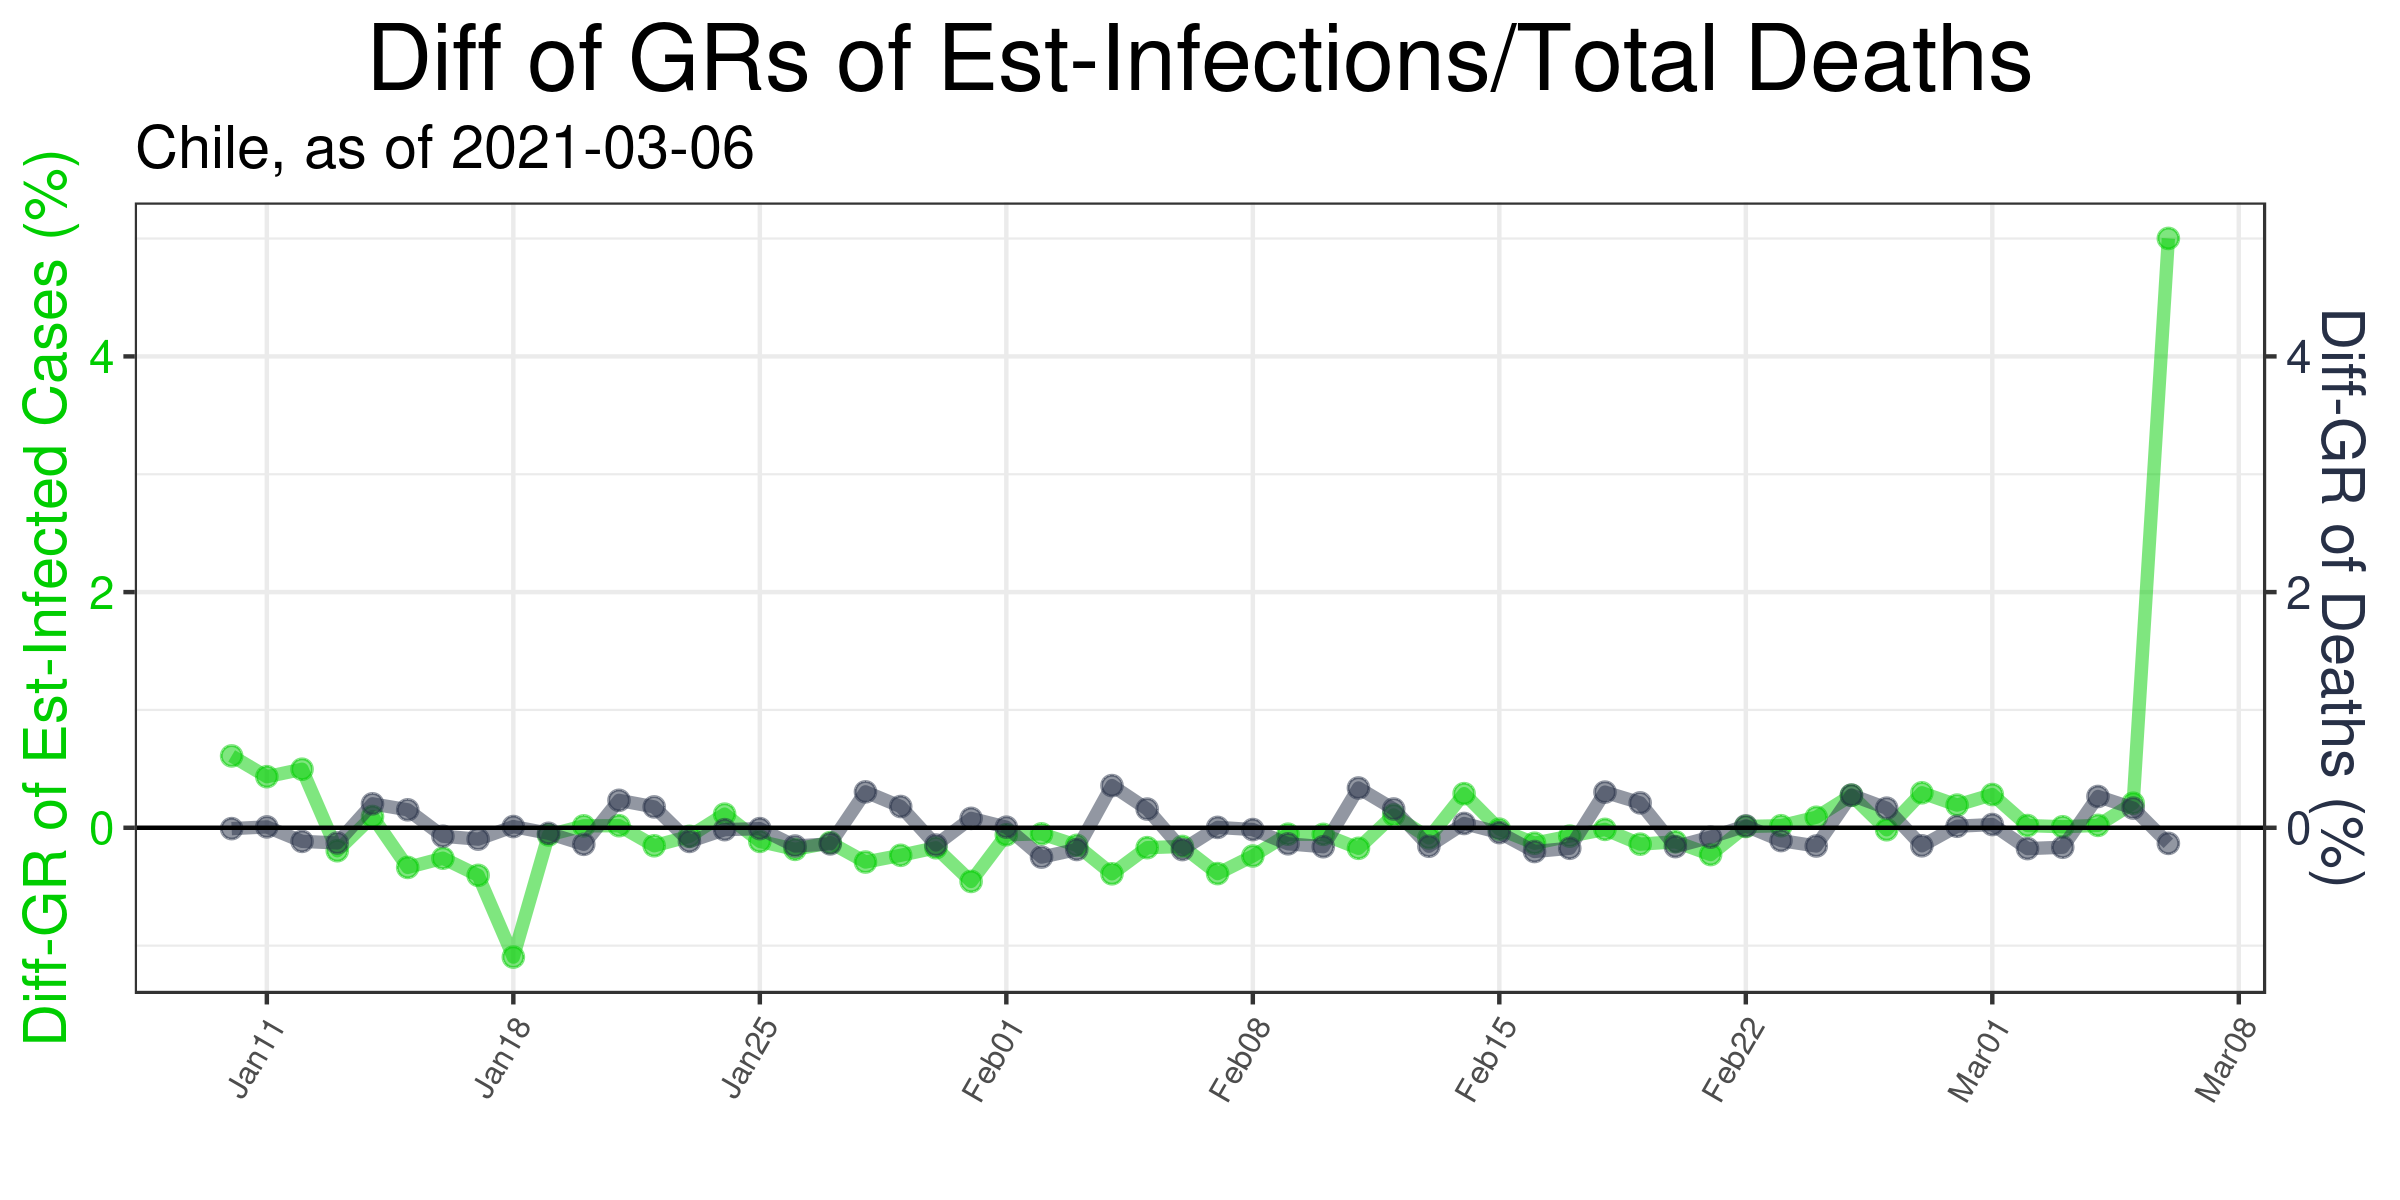 Diff of GRs of Est-Infections/Total Deaths
Chile, as of 2021-03-06
Diff-GR of Est-Infected Cases (%)
4
2
0
4
2
0
Diff-GR of Deaths (%)
Jan11
Jan18
Jan25
Feb01
Feb08
Feb15
Feb22
Mar01
Mar08